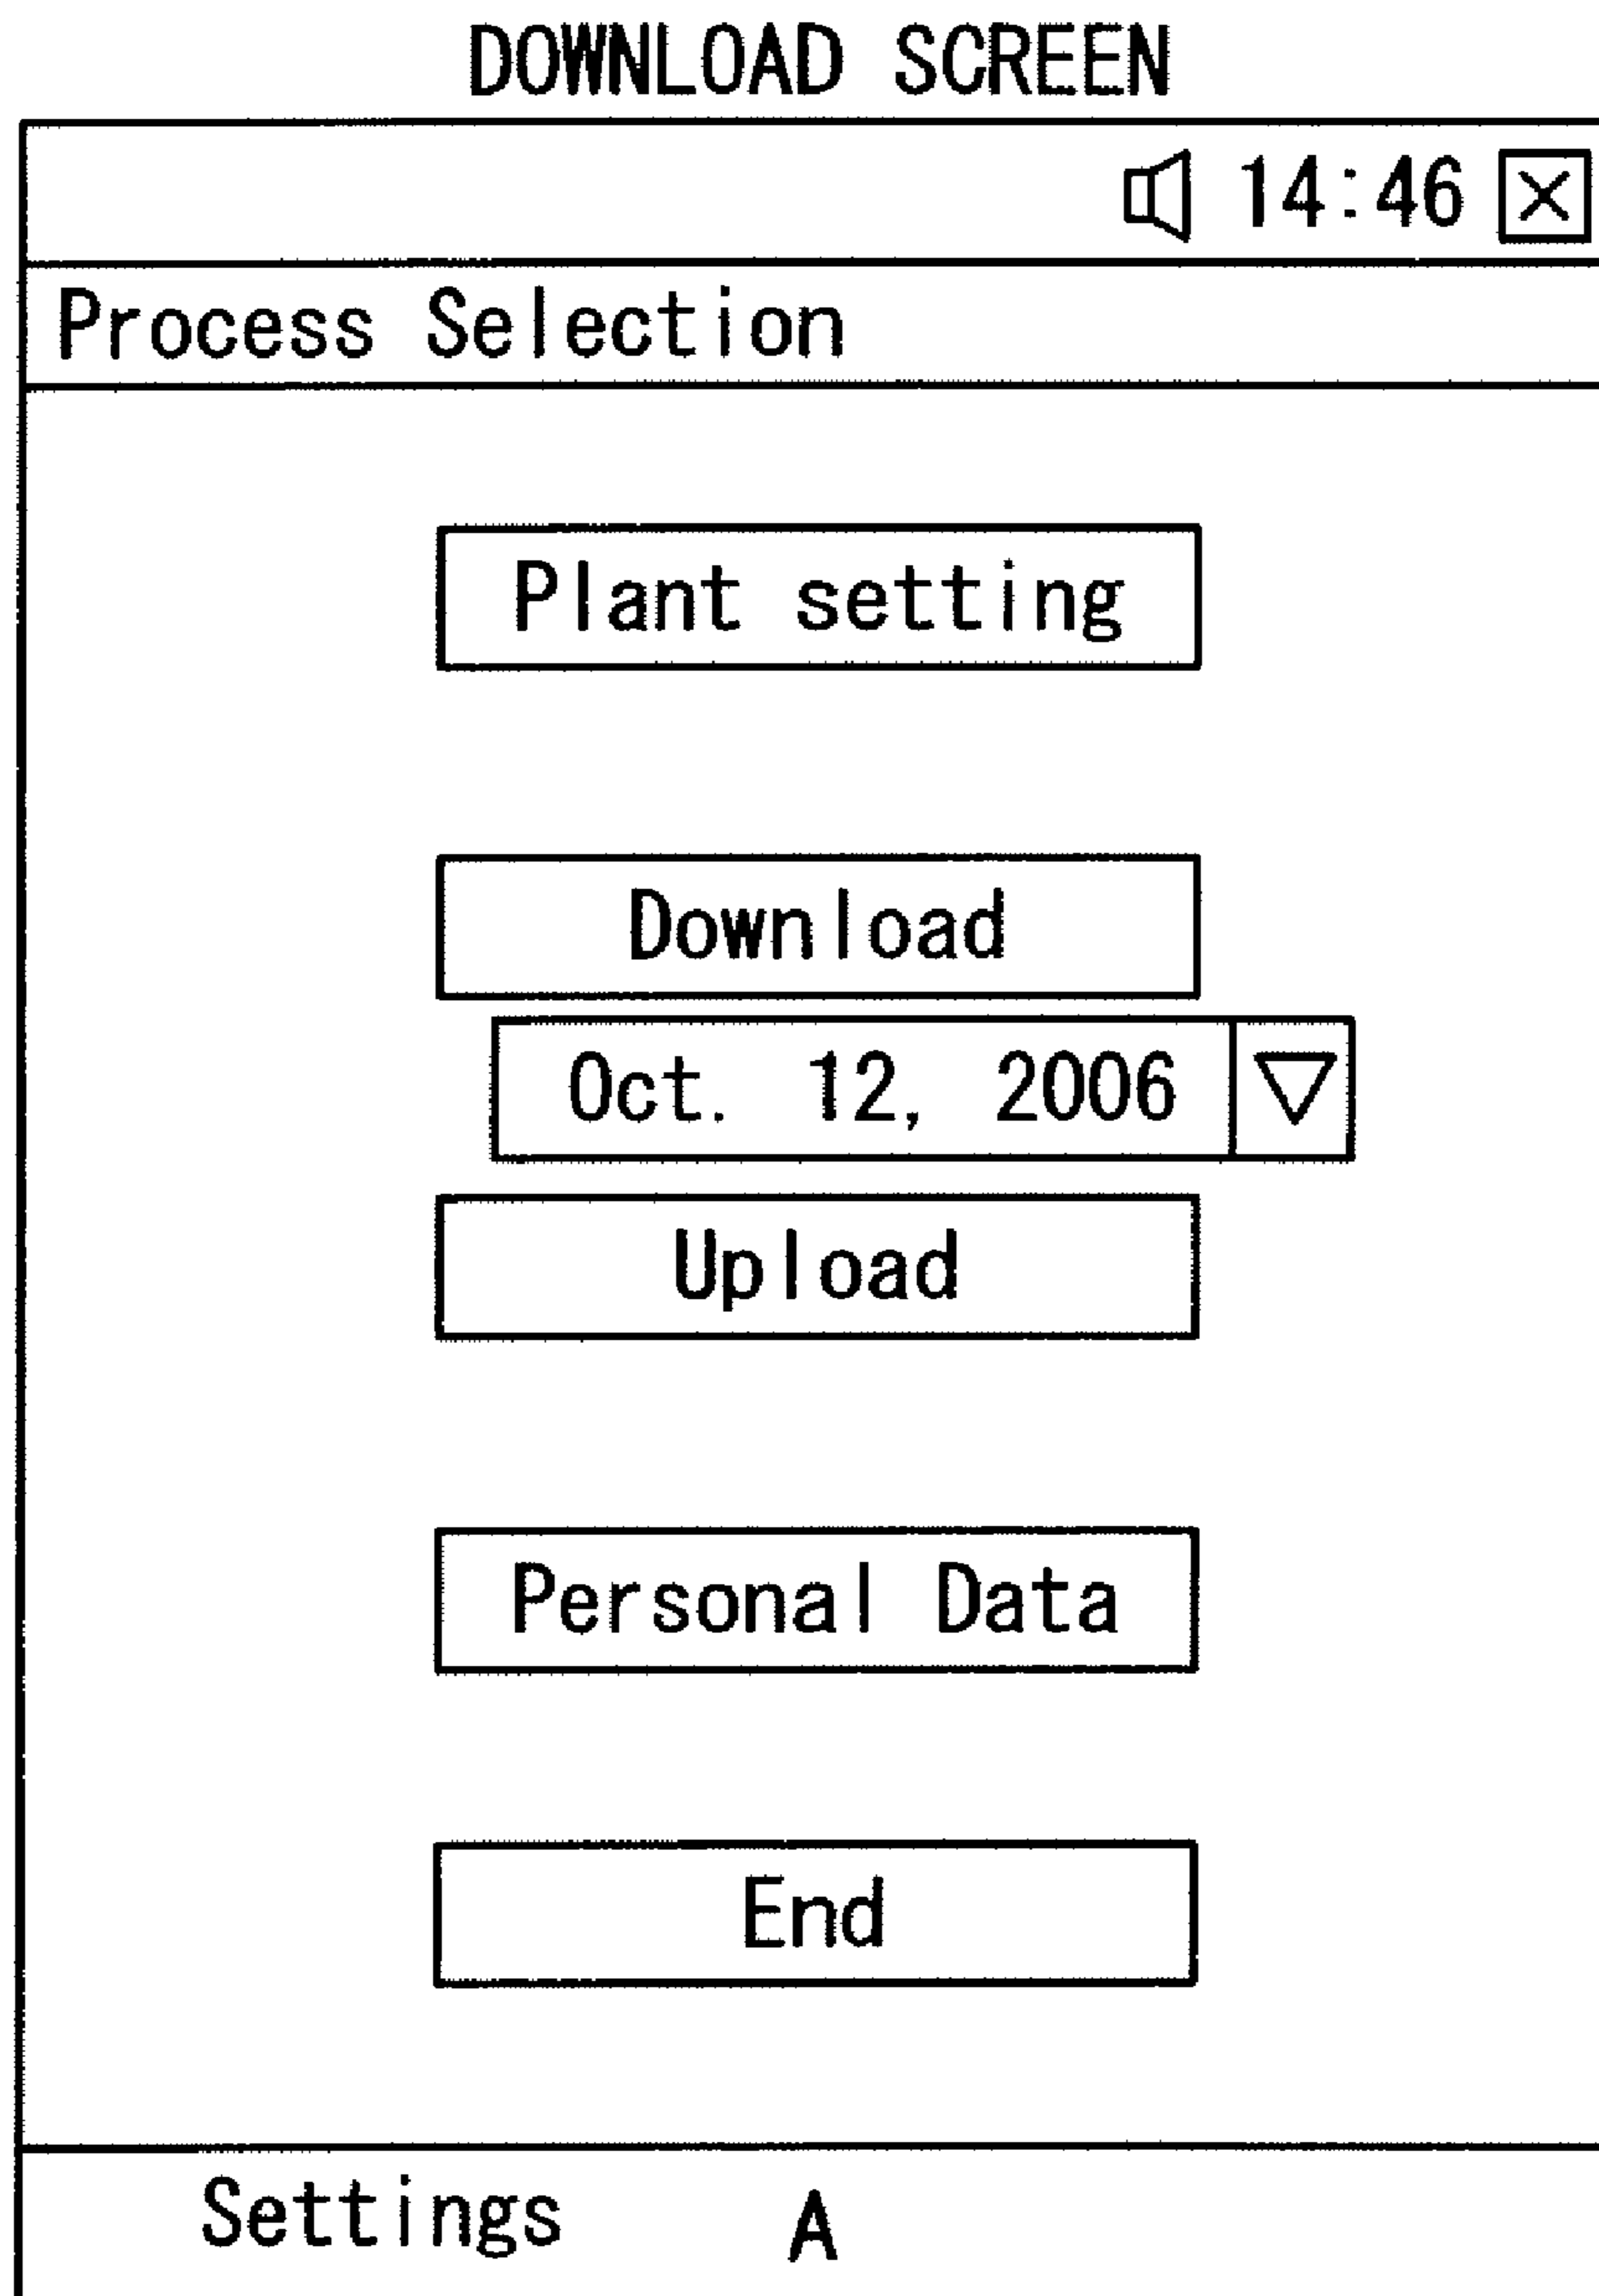 DOWNLOAD SCREEN
14:46
Process Selection
Plant setting
Download
Oct. 12, 2006
Upload
Personal Data
End
Settings A